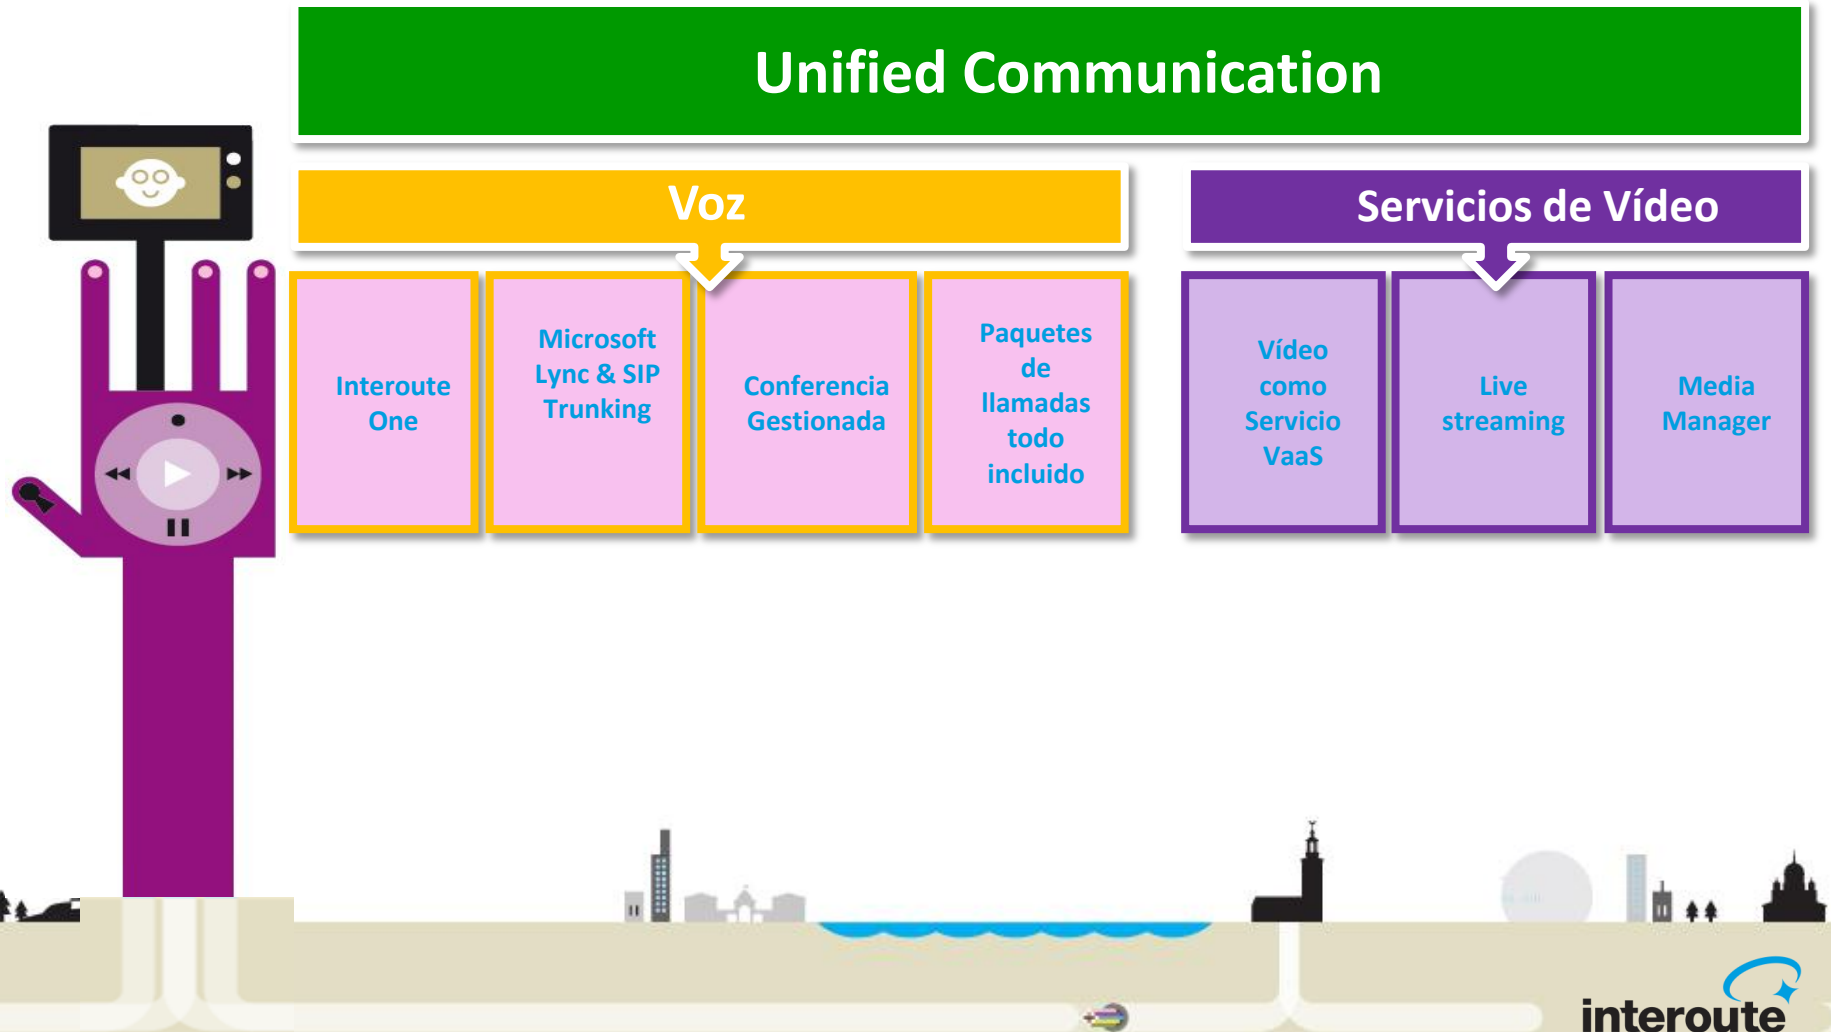 Unified Communication
Voz
Servicios de Vídeo
Interoute
One
Microsoft
Lync & SIP
Trunking
Conferencia
Gestionada
Paquetes
de
llamadas
todo
incluido
Vídeo
como
Servicio
VaaS
Live
streaming
Media
Manager
interoute